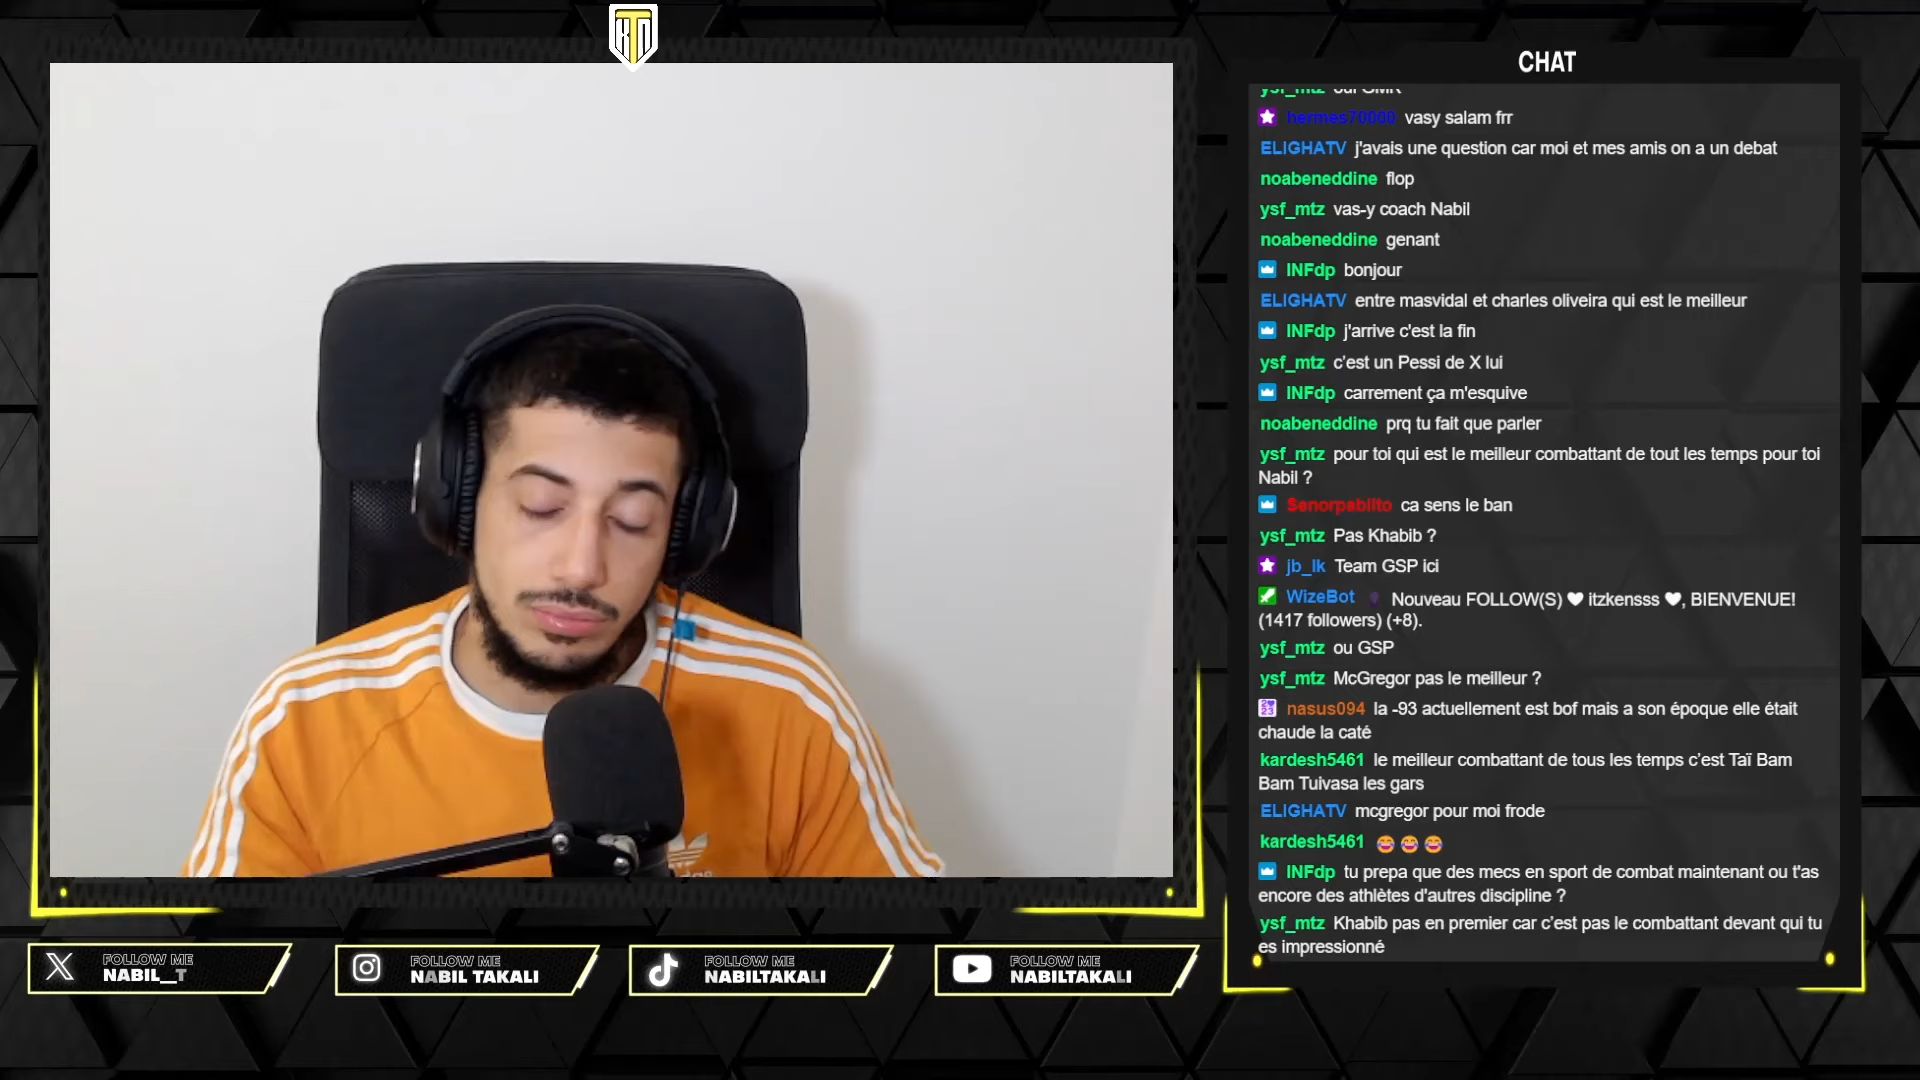 CHAT
ysf_mtz oui GMK
hermes70000 vasy salam frr
ELIGHATV j'avais une question car moi et mes amis on a un debat
noabeneddine flop
ysf_mtz vas-y coach Nabil
noabeneddine genant
INFdp bonjour
ELIGHATV entre masvidal et charles oliveira qui est le meilleur
INFdp j'arrive c'est la fin
ysf_mtz c'est un Pessi de X lui
INFdp carrement ça m'esquive
noabeneddine prq tu fait que parler
ysf_mtz pour toi qui est le meilleur combattant de tout les temps pour toi
Nabil ?
Senorpablito ca sens le ban
ysf_mtz Pas Khabib ?
jb_lk Team GSP ici
WizeBot Nouveau FOLLOW(S) ♥ itzkensss ♥, BIENVENUE!
(1417 followers) (+8).
ysf_mtz ou GSP
ysf_mtz McGregor pas le meilleur ?
nasus094 la -93 actuellement est bof mais a son époque elle était
chaude la caté
kardesh5461 le meilleur combattant de tous les temps c'est Taï Bam
Bam Tuivasa les gars
ELIGHATV mcgregor pour moi frode
kardesh5461 😂 😂 😂
INFdp tu prepa que des mecs en sport de combat maintenant ou t'as
encore des athlètes d'autres discipline ?
ysf_mtz Khabib pas en premier car c'est pas le combattant devant qui tu
es impressionné
FOLLOW ME
NABIL__T
FOLLOW ME
NABIL TAKALI
FOLLOW ME
NABILTAKALI
FOLLOW ME
NABILTAKALI